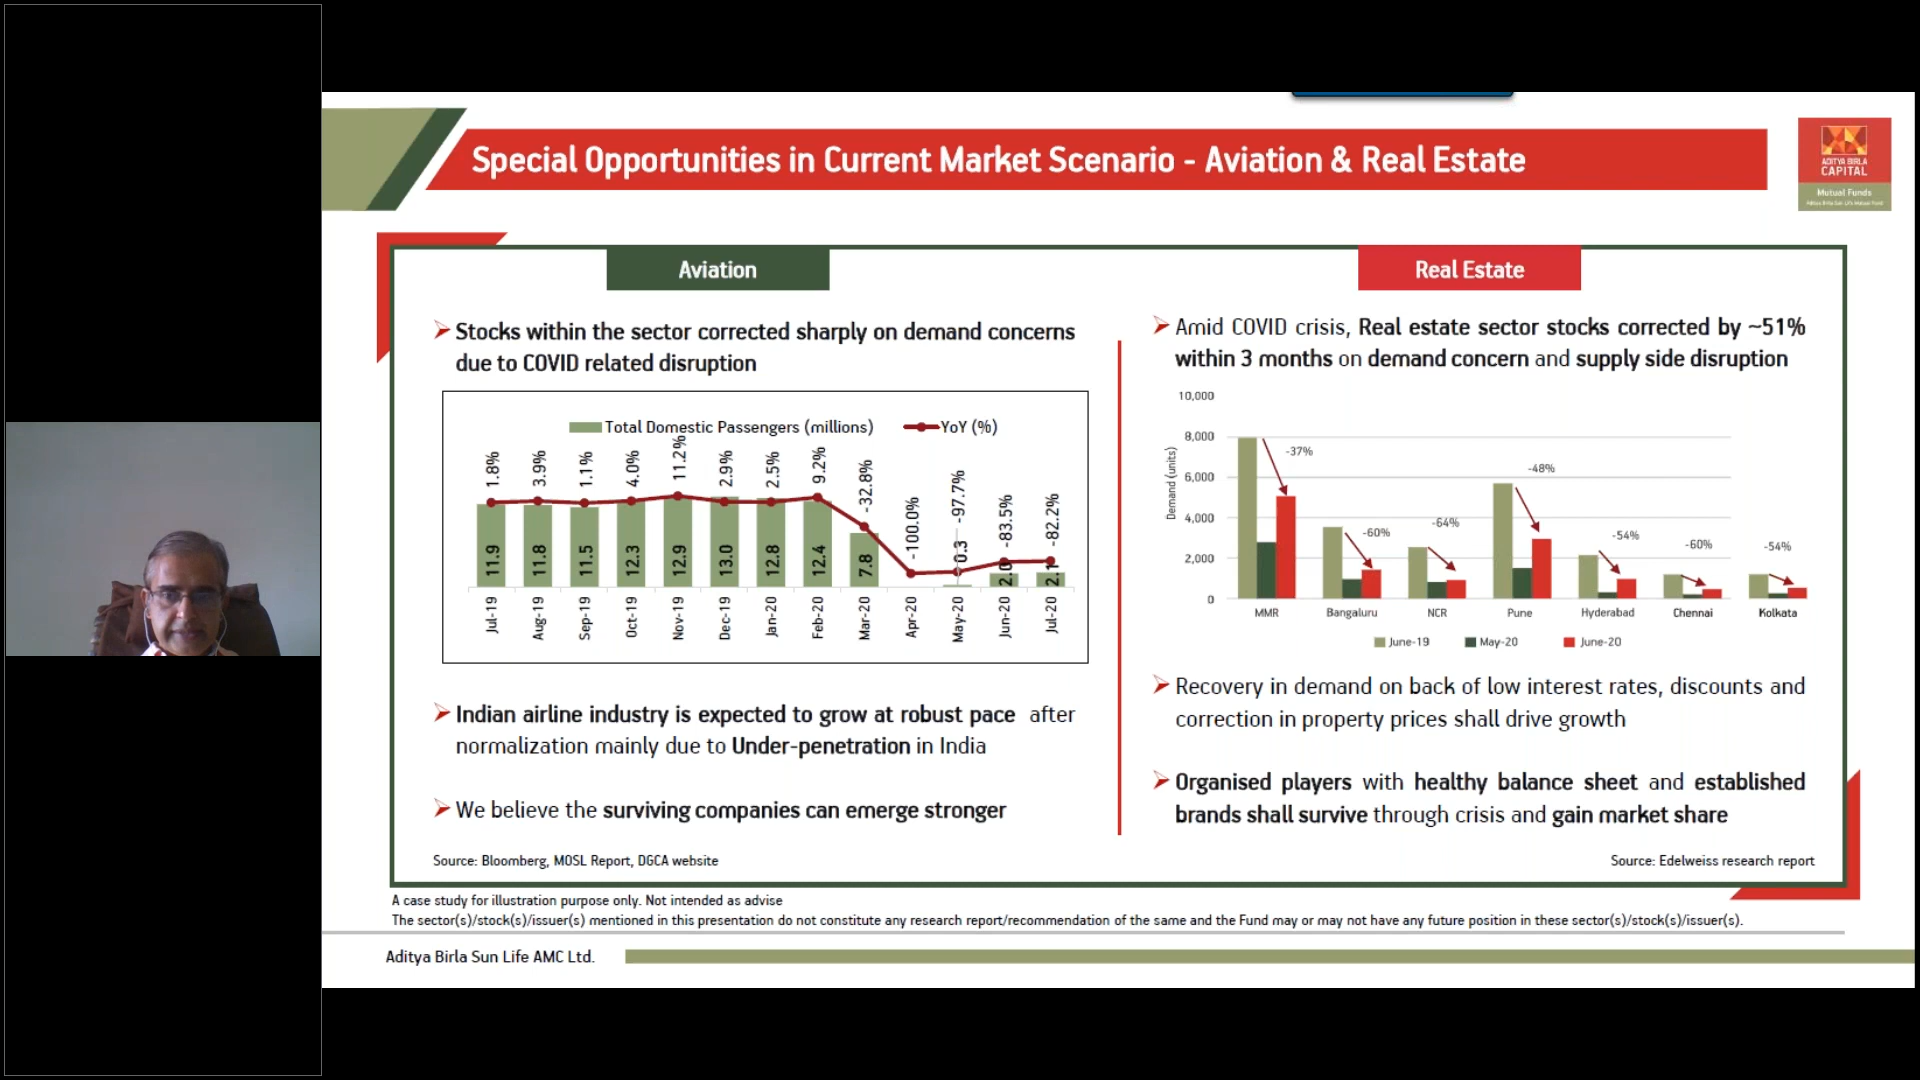 Special Opportunities in Current Market Scenario - Aviation & Real Estate
ADITYA BIRLA
CAPITAL
Mutual Funds
Aditya Birla Sun Life Mutual Fund
Aviation
Stocks within the sector corrected sharply on demand concerns
due to COVID related disruption
Total Domestic Passengers (millions)
YoY (%)
1.8%
3.9%
1.1%
4.0%
11.2%
2.9%
2.5%
9.2%
-32.8%
-100.0%
-97.7%
-83.5%
-82.2%
11.9
11.8
11.5
12.3
12.9
13.0
12.8
12.4
7.8
0.3
2.0
2.1
Jul-19
Aug-19
Sep-19
Oct-19
Nov-19
Dec-19
Jan-20
Feb-20
Mar-20
Apr-20
May-20
Jun-20
Jul-20
Indian airline industry is expected to grow at robust pace after
normalization mainly due to Under-penetration in India
We believe the surviving companies can emerge stronger
Source: Bloomberg, MOSL Report, DGCA website
Real Estate
Amid COVID crisis, Real estate sector stocks corrected by ~51%
within 3 months on demand concern and supply side disruption
Demand (units)
10,000
8,000
6,000
4,000
2,000
0
-37%
-60%
-64%
-48%
-54%
-60%
-54%
MMR
Bangaluru
NCR
Pune
Hyderabad
Chennai
Kolkata
June-19
May-20
June-20
Recovery in demand on back of low interest rates, discounts and
correction in property prices shall drive growth
Organised players with healthy balance sheet and established
brands shall survive through crisis and gain market share
Source: Edelweiss research report
A case study for illustration purpose only. Not intended as advise
The sector(s)/stock(s)/issuer(s) mentioned in this presentation do not constitute any research report/recommendation of the same and the Fund may or may not have any future position in these sector(s)/stock(s)/issuer(s).
Aditya Birla Sun Life AMC Ltd.